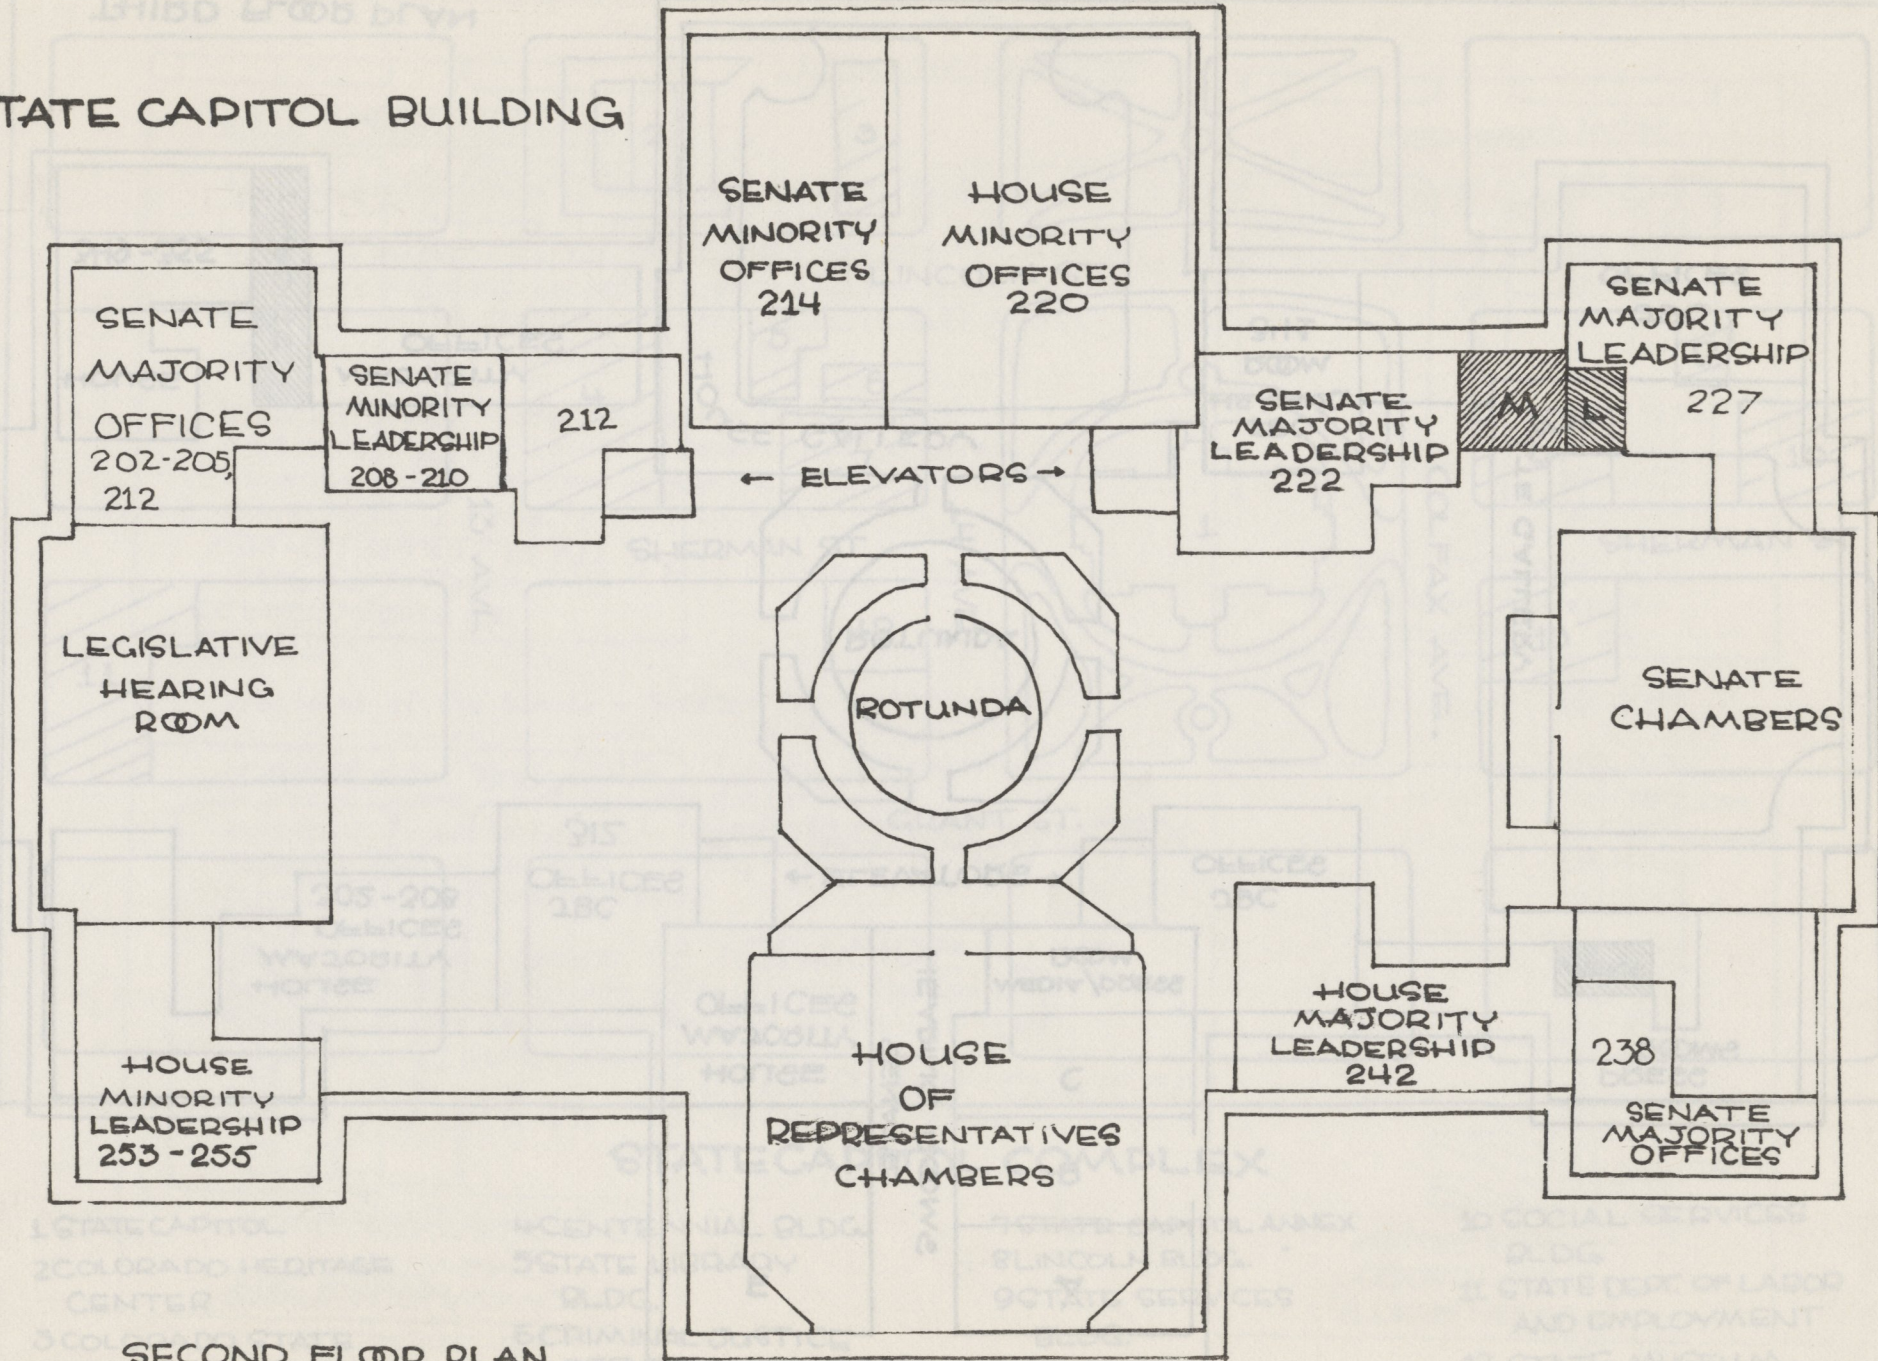 TATE CAPITOL BUILDING
SENATE
MINORITY
OFFICES
214
HOUSE
MINORITY
OFFICES
220
SENATE
MAJORITY
OFFICES
202-205,
212
SENATE
MINORITY
LEADERSHIP
208-210
212
← ELEVATORS →
SENATE
MAJORITY
LEADERSHIP
222
M
L
SENATE
MAJORITY
LEADERSHIP
227
LEGISLATIVE
HEARING
ROOM
ROTUNDA
SENATE
CHAMBERS
HOUSE
MINORITY
LEADERSHIP
253-255
HOUSE
OF
REPRESENTATIVES
CHAMBERS
HOUSE
MAJORITY
LEADERSHIP
242
238
SENATE
MAJORITY
OFFICES
SECOND FLOOR PLAN